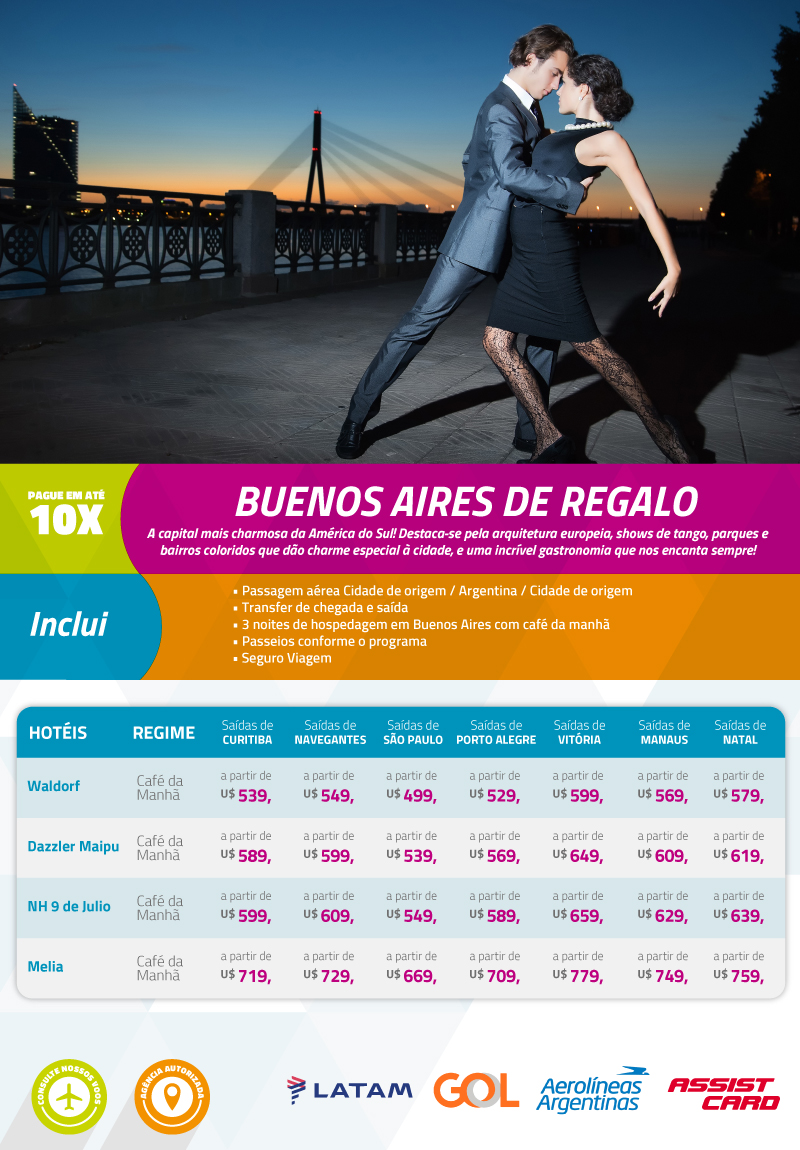 PAGUE EM ATÉ
10X
BUENOS AIRES DE REGALO
A capital mais charmosa da América do Sul! Destaca-se pela arquitetura europeia, shows de tango, parques e
bairros coloridos que dão charme especial à cidade, e uma incrível gastronomia que nos encanta sempre!
Inclui
• Passagem aérea Cidade de origem / Argentina / Cidade de origem
• Transfer de chegada e saída
• 3 noites de hospedagem em Buenos Aires com café da manhã
• Passeios conforme o programa
• Seguro Viagem
HOTÉIS REGIME Saídas de CURITIBA Saídas de NAVEGANTES Saídas de SÃO PAULO Saídas de PORTO ALEGRE Saídas de VITÓRIA Saídas de MANAUS Saídas de NATAL
Waldorf Café da Manhã a partir de U$ 539, a partir de U$ 549, a partir de U$ 499, a partir de U$ 529, a partir de U$ 599, a partir de U$ 569, a partir de U$ 579,
Dazzler Maipu Café da Manhã a partir de U$ 589, a partir de U$ 599, a partir de U$ 539, a partir de U$ 569, a partir de U$ 649, a partir de U$ 609, a partir de U$ 619,
NH 9 de Julio Café da Manhã a partir de U$ 599, a partir de U$ 609, a partir de U$ 549, a partir de U$ 589, a partir de U$ 659, a partir de U$ 629, a partir de U$ 639,
Melia Café da Manhã a partir de U$ 719, a partir de U$ 729, a partir de U$ 669, a partir de U$ 709, a partir de U$ 779, a partir de U$ 749, a partir de U$ 759,
CONSULTE NOSSOS VOOS
AGÊNCIA AUTORIZADA
LATAM
GOL
Aerolíneas
Argentinas
ASSIST
CARD